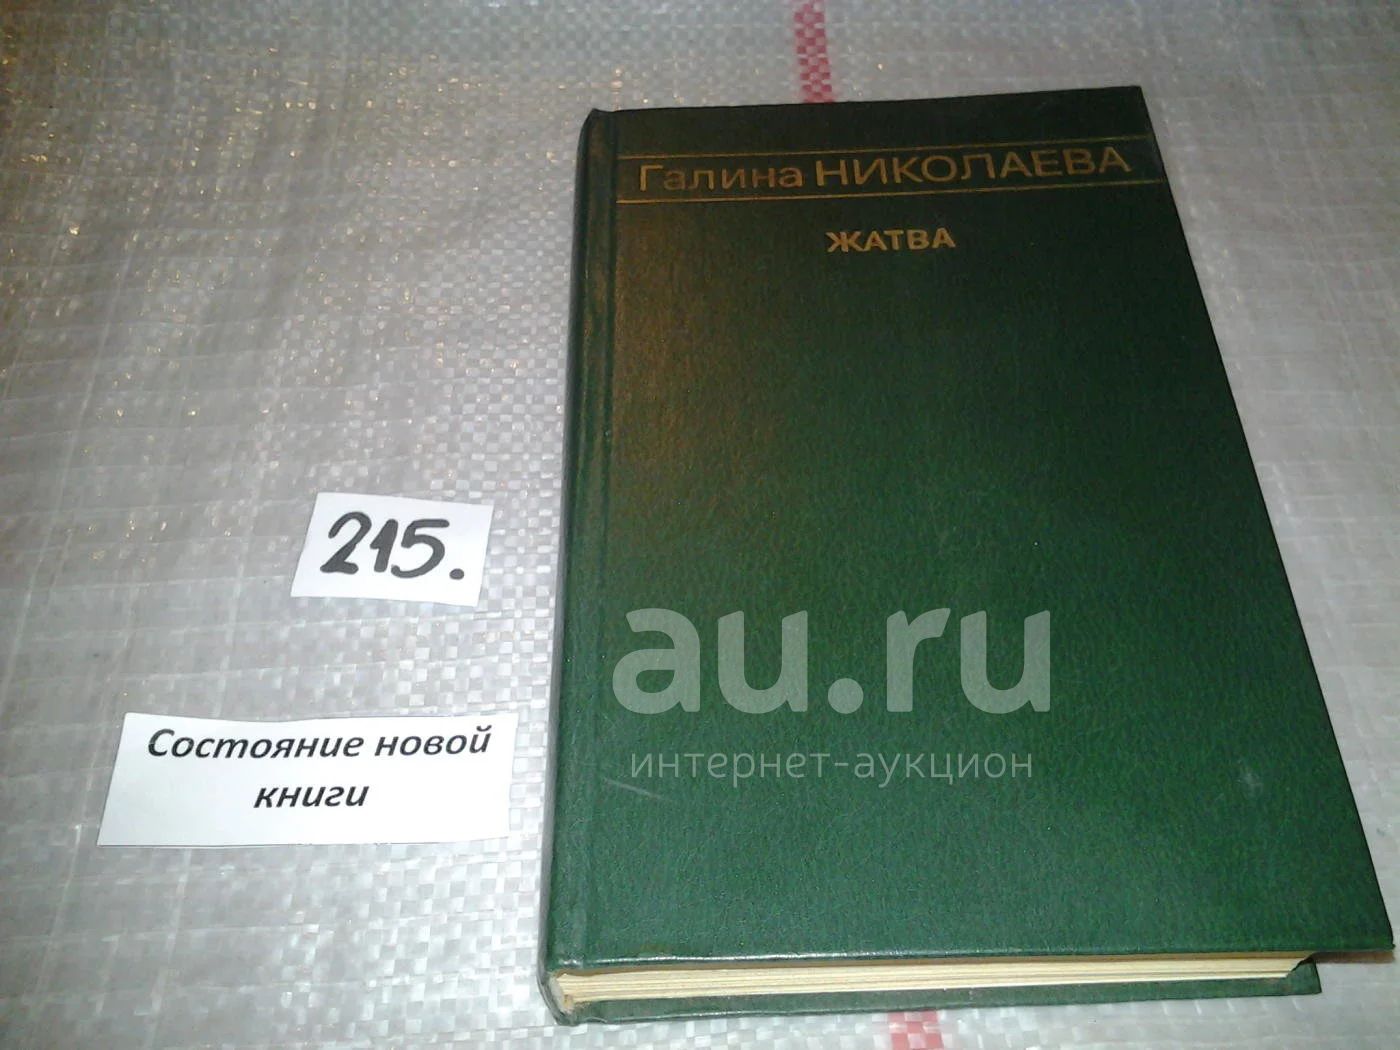 Галина НИКОЛАЕВА
ЖАТВА
215.
Состояние новой
книги
au.ru
интернет-аукцион